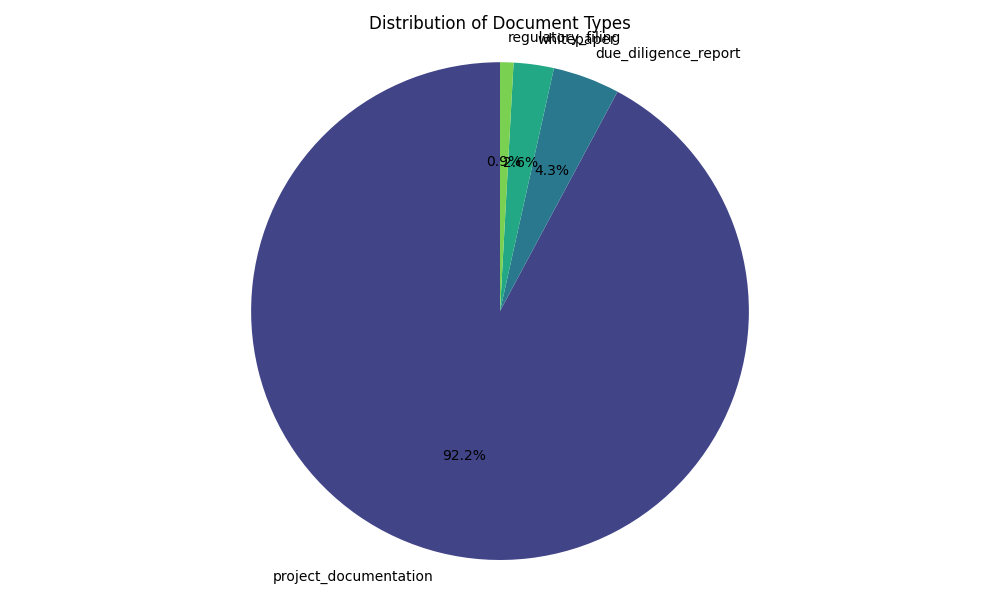 Distribution of Document Types
regulatory_filing
whitepaper
due_diligence_report
0.9%
2.6%
4.3%
92.2%
project_documentation